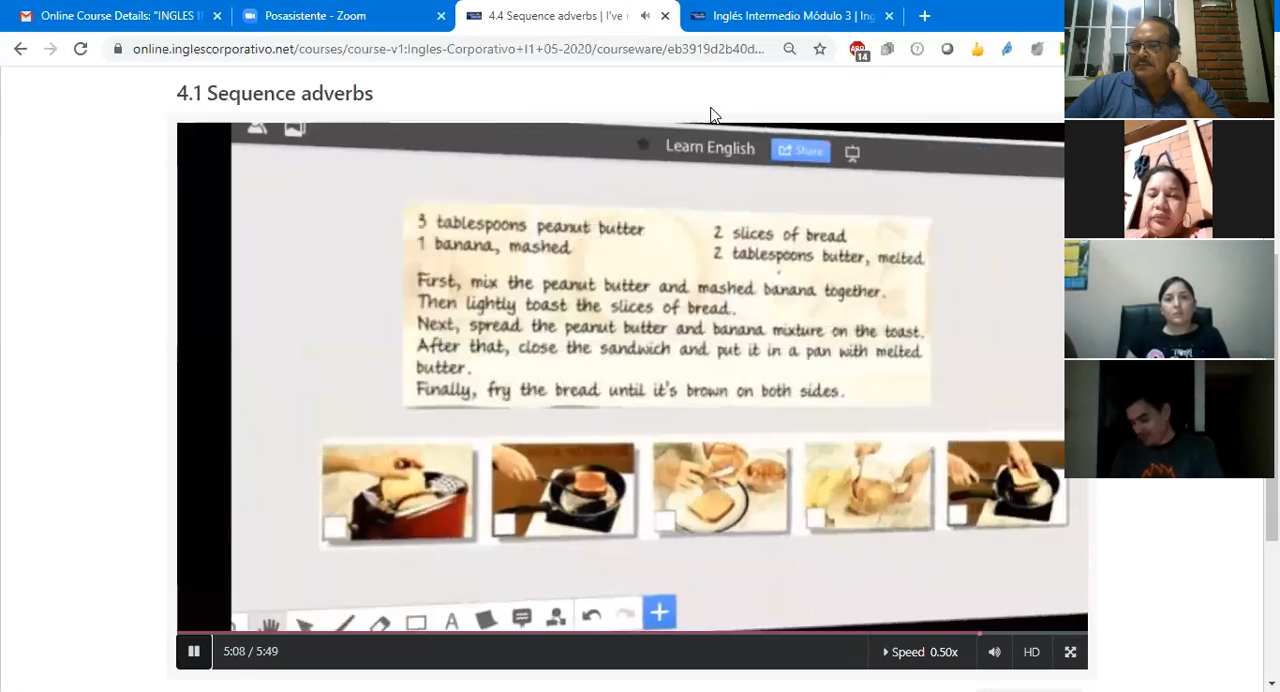 Online Course Details: "INGLES I
Posasistente - Zoom
4.4 Sequence adverbs | I've
Inglés Intermedio Módulo 3 | Ing
online.inglescorporativo.net/courses/course-v1:Ingles-Corporativo+I1+05-2020/courseware/eb3919d2b40d...
14
4.1 Sequence adverbs
Learn English
Share
3 tablespoons peanut butter
2 slices of bread
1 banana, mashed
2 tablespoons butter, melted
First, mix the peanut butter and mashed banana together.
Then lightly toast the slices of bread.
Next, spread the peanut butter and banana mixture on the toast.
After that, close the sandwich and put it in a pan with melted
butter.
Finally, fry the bread until it's brown on both sides.
A
5:08 / 5:49
Speed 0.50x
HD